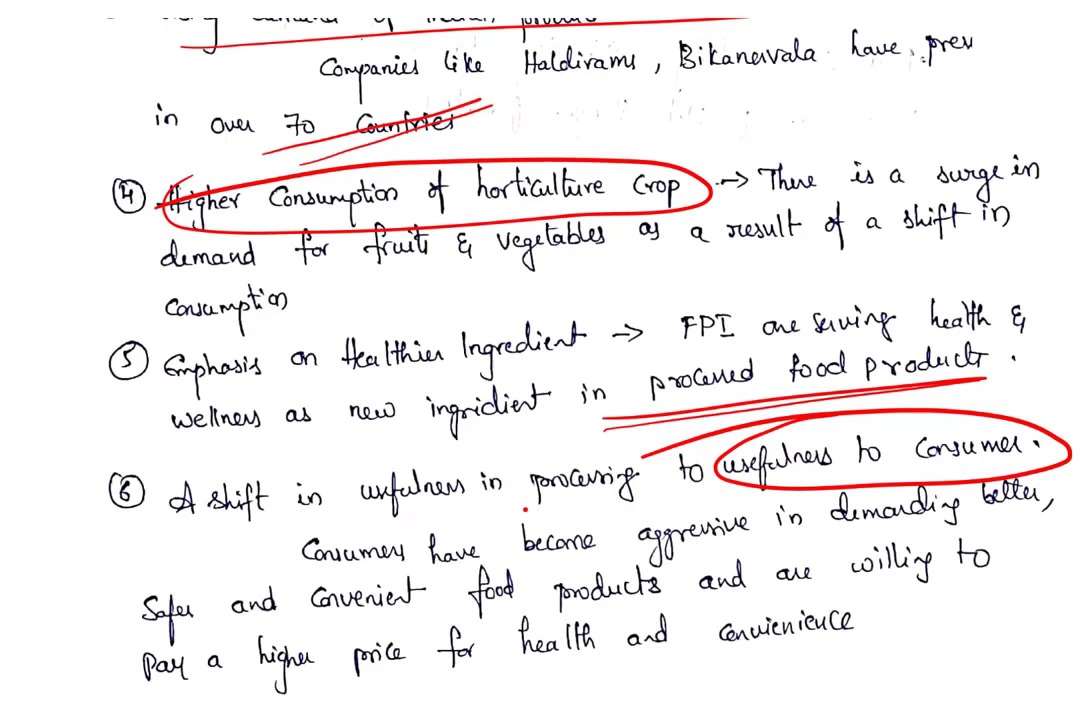 of
Companies like Haldirams, Bikanervala have prev
in over 70 Countries
④ Higher Consumption of horticulture Crop → There is a surge in
demand for fruits & vegetables as a result of a shift in
Consumption
⑤ Emphasis on Healthier Ingredient → FPI are serving health &
wellness as new ingridient in processed food products.
⑥ A shift in usefulness in processing to usefulness to Consumer.
Consumers have become aggressive in demanding better,
Safer and Convenient food products and are willing to
Pay a higher price for health and convienience